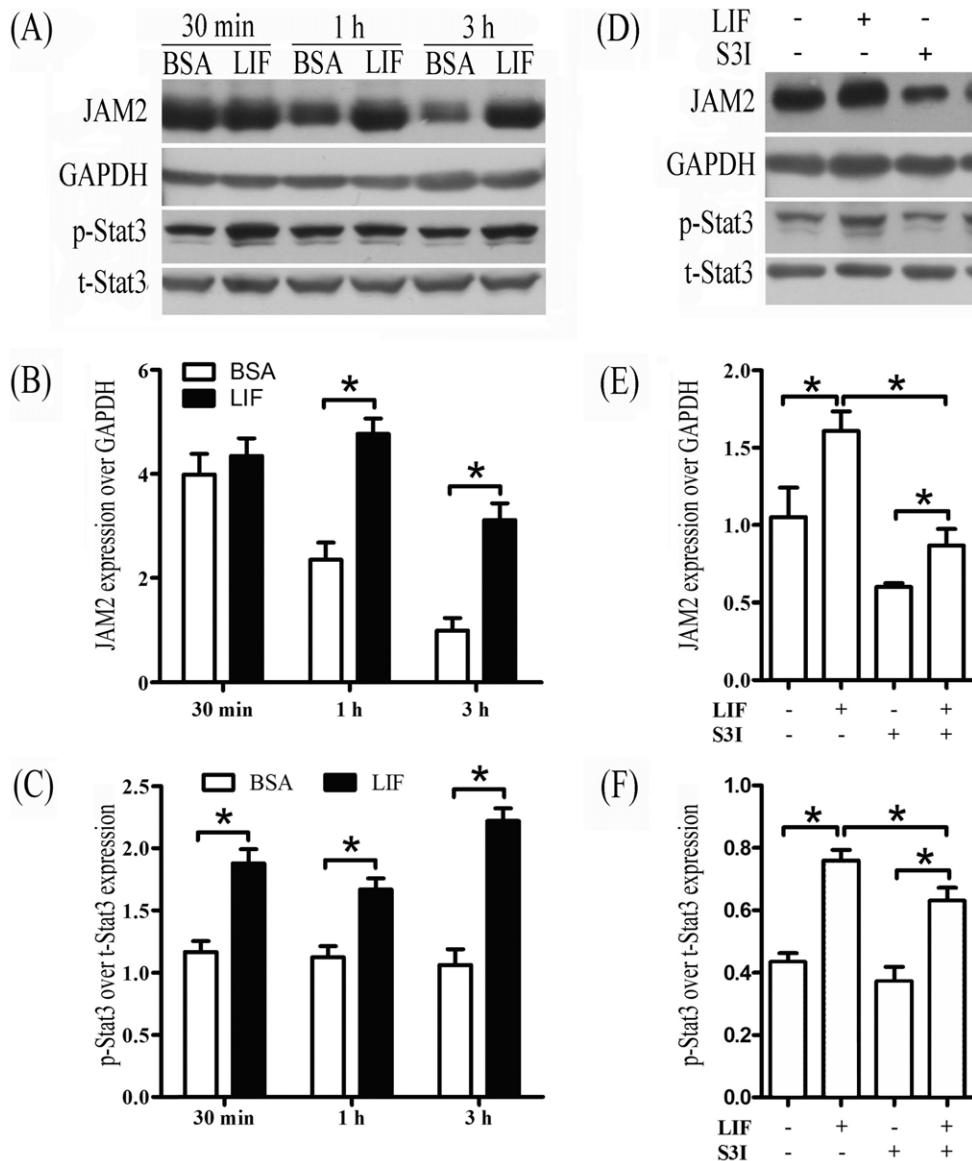 (A)
30 min 1 h 3 h
BSA LIF BSA LIF BSA LIF
JAM2
GAPDH
p-Stat3
t-Stat3
(D)
LIF - + -
S3I - - +
JAM2
GAPDH
p-Stat3
t-Stat3
(B)
BSA
LIF
JAM2 expression over GAPDH
6
4
2
0
* *
30 min 1 h 3 h
(E)
JAM2 expression over GAPDH
2.0
1.5
1.0
0.5
0.0
* * *
LIF - + - +
S3I - - + +
(C)
BSA LIF
p-Stat3 over t-Stat3 expression
2.5
2.0
1.5
1.0
0.5
0.0
* * *
30 min 1 h 3 h
(F)
p-Stat3 over t-Stat3 expression
1.0
0.8
0.6
0.4
0.2
0.0
* * *
LIF - + - +
S3I - - + +